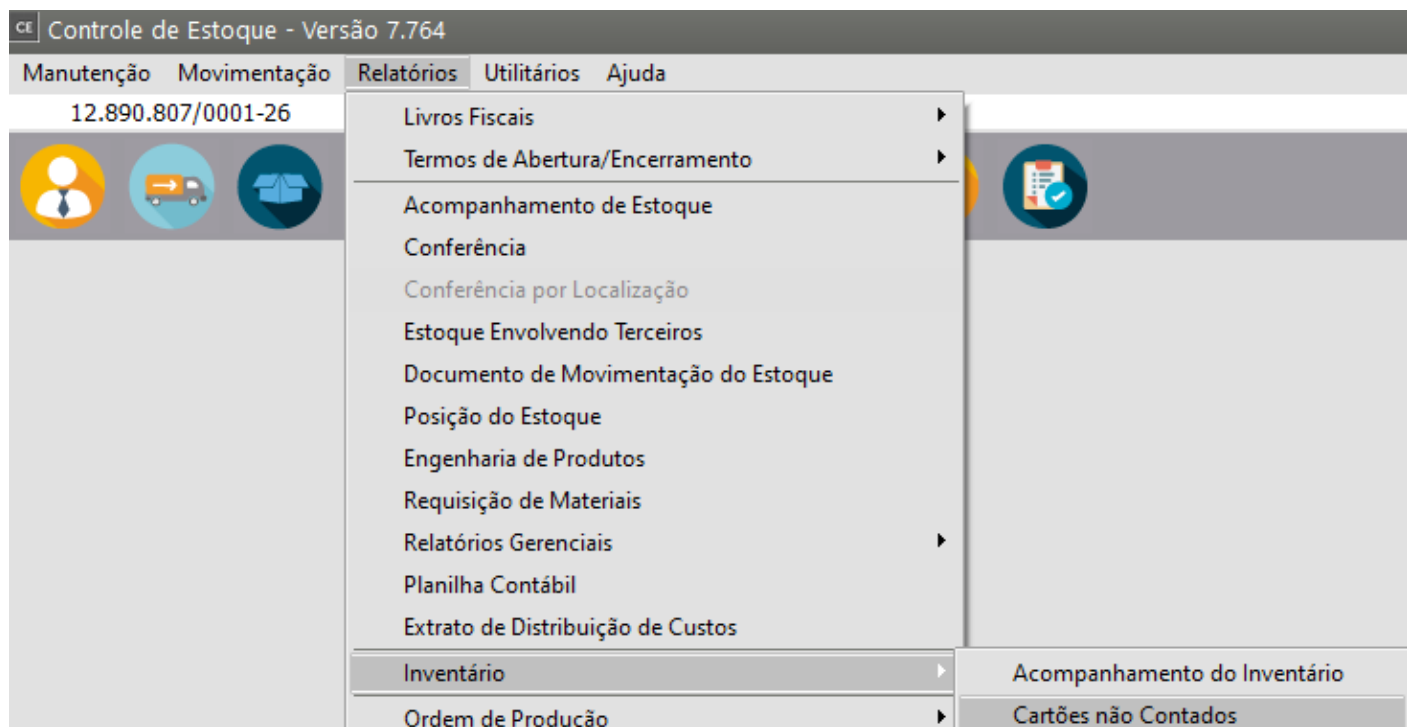 CE Controle de Estoque - Versão 7.764
Manutenção Movimentação Relatórios Utilitários Ajuda
12.890.807/0001-26
Livros Fiscais
Termos de Abertura/Encerramento
Acompanhamento de Estoque
Conferência
Conferência por Localização
Estoque Envolvendo Terceiros
Documento de Movimentação do Estoque
Posição do Estoque
Engenharia de Produtos
Requisição de Materiais
Relatórios Gerenciais
Planilha Contábil
Extrato de Distribuição de Custos
Inventário
Acompanhamento do Inventário
Ordem de Produção
Cartões não Contados